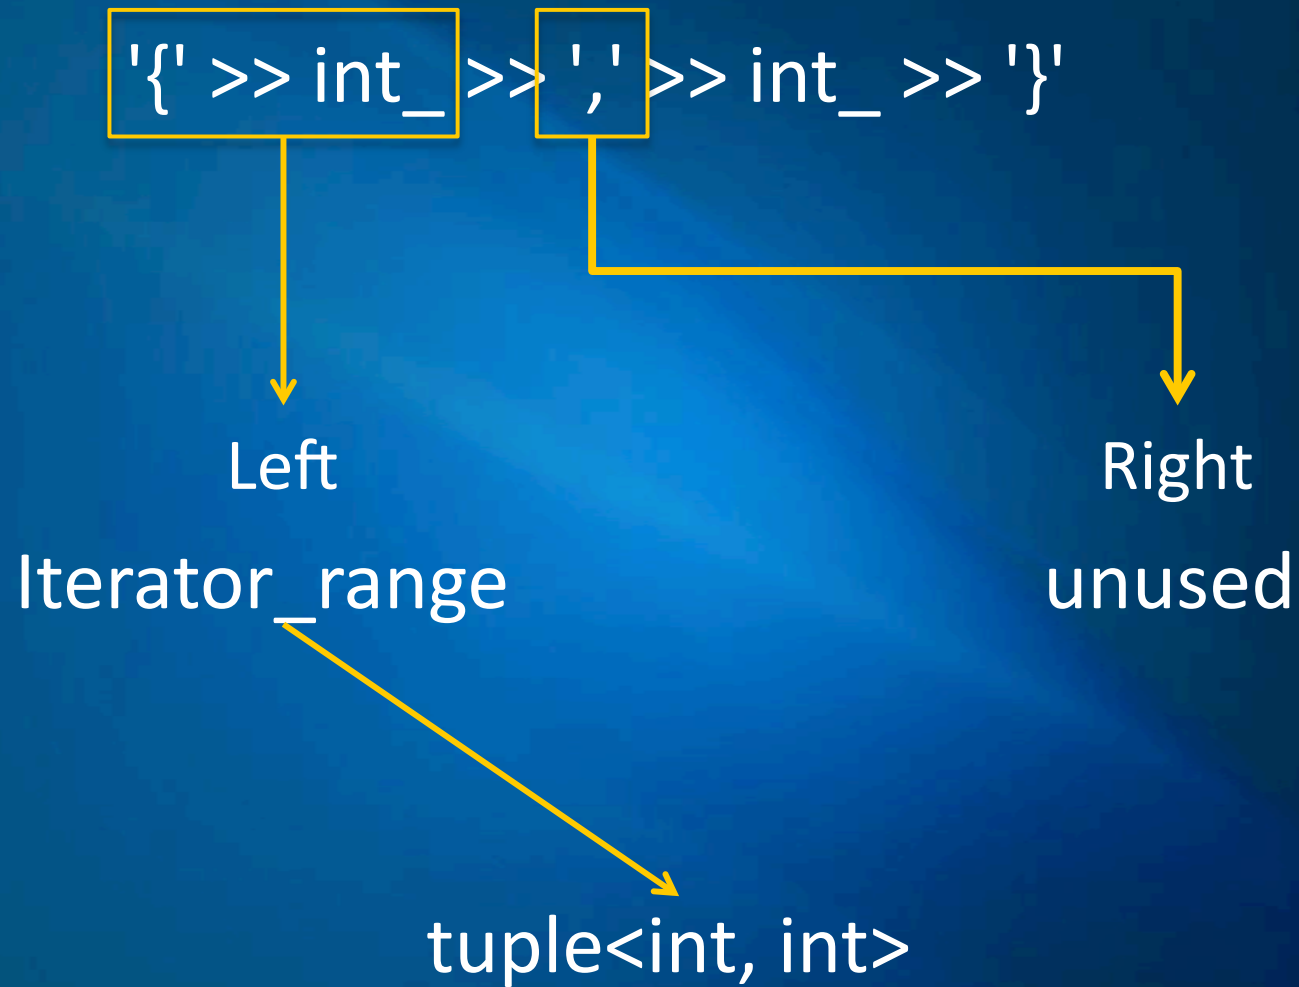 '{' >> int_ >> ',' >> int_ >> '}'
Left
Right
Iterator_range
unused
tuple<int, int>